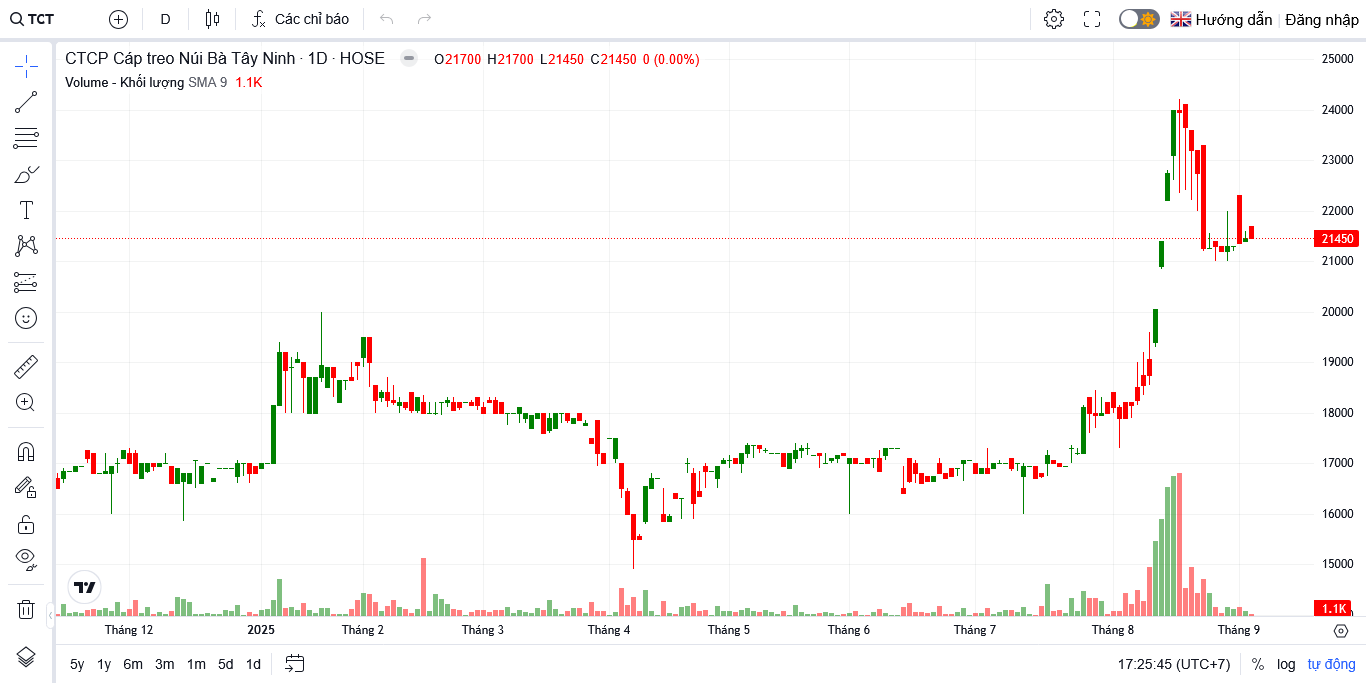 TCT D Các chỉ báo Hướng dẫn Đăng nhập
CTCP Cáp treo Núi Bà Tây Ninh · 1D · HOSE O21700 H21700 L21450 C21450 0 (0.00%)
Volume - Khối lượng SMA 9 1.1K
25000
24000
23000
22000
21450
21000
20000
19000
18000
17000
16000
15000
1.1K
Tháng 12 2025 Tháng 2 Tháng 3 Tháng 4 Tháng 5 Tháng 6 Tháng 7 Tháng 8 Tháng 9
5y 1y 6m 3m 1m 5d 1d 17:25:45 (UTC+7) % log tự động